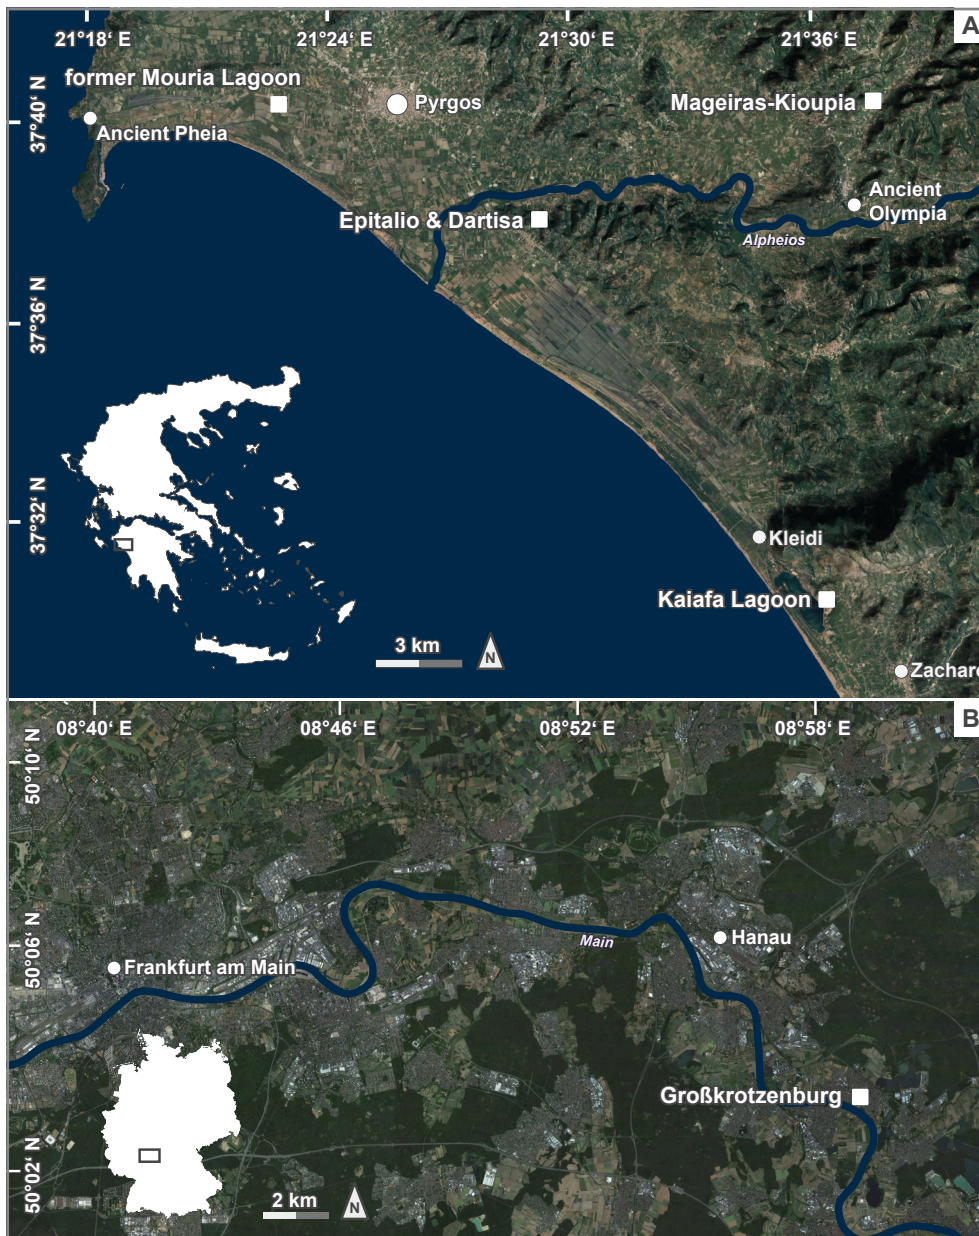 A
21°18‘ E
21°24‘ E
21°30‘ E
21°36‘ E
former Mouria Lagoon
Pyrgos
Mageiras-Kioupia
37°40‘ N
Ancient Pheia
Ancient
Olympia
Epitalio & Dartisa
Alpheios
37°36‘ N
37°32‘ N
Kleidi
Kaiafa Lagoon
3 km
N
Zacharo
B
08°40‘ E
08°46‘ E
08°52‘ E
08°58‘ E
50°10‘ N
50°06‘ N
Main
Hanau
Frankfurt am Main
Großkrotzenburg
50°02‘ N
2 km
N